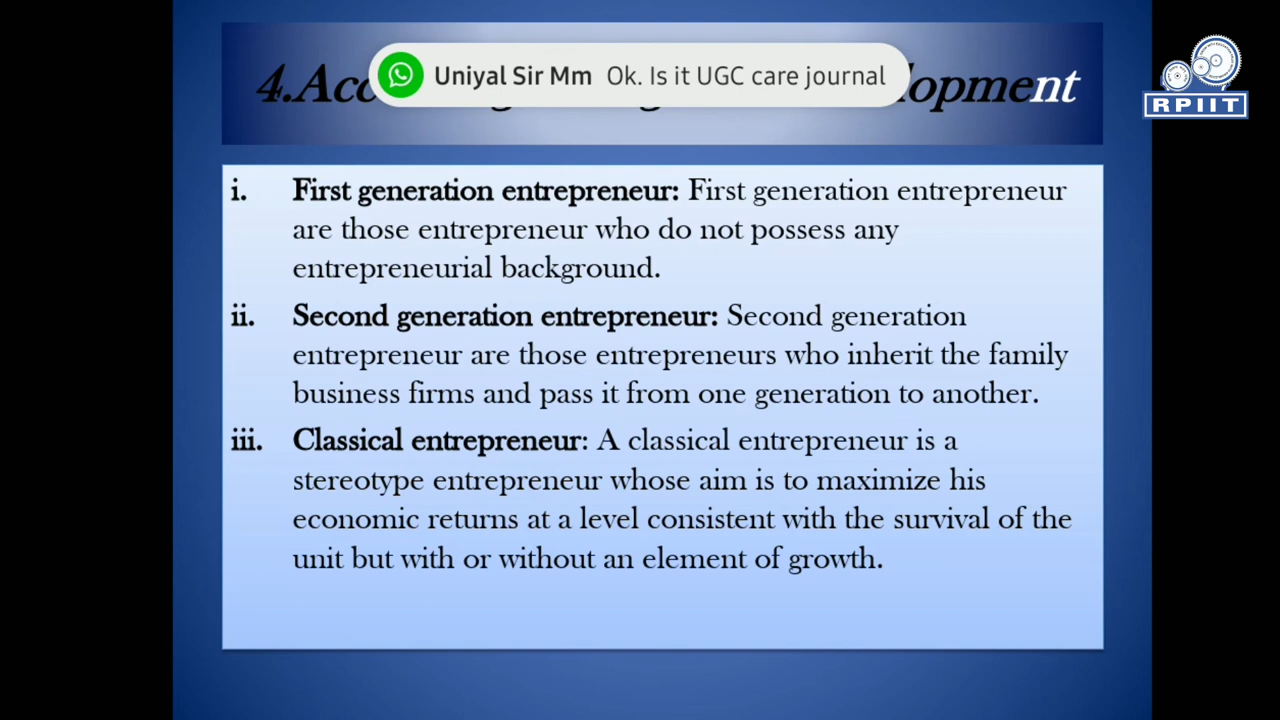 Uniyal Sir Mm Ok. Is it UGC care journal
RPIIT
i. First generation entrepreneur: First generation entrepreneur
are those entrepreneur who do not possess any
entrepreneurial background.
ii. Second generation entrepreneur: Second generation
entrepreneur are those entrepreneurs who inherit the family
business firms and pass it from one generation to another.
iii. Classical entrepreneur: A classical entrepreneur is a
stereotype entrepreneur whose aim is to maximize his
economic returns at a level consistent with the survival of the
unit but with or without an element of growth.